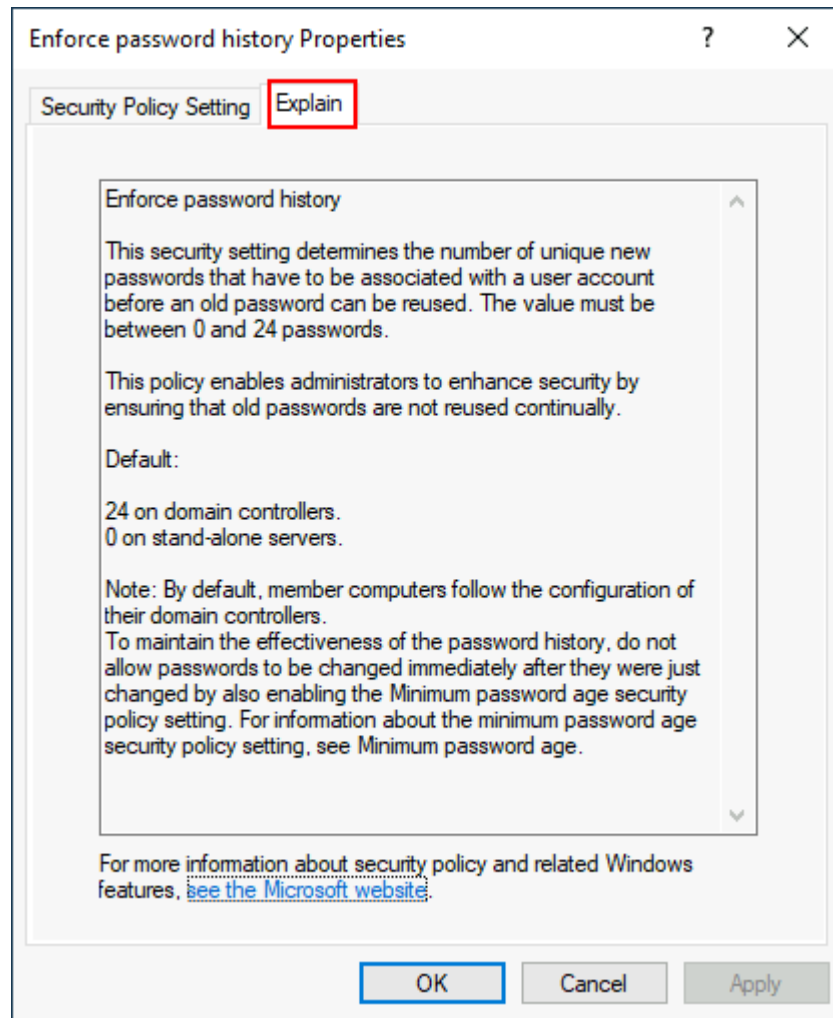 Enforce password history Properties
?
Security Policy Setting
Explain
Enforce password history
This security setting determines the number of unique new
passwords that have to be associated with a user account
before an old password can be reused. The value must be
between 0 and 24 passwords.
This policy enables administrators to enhance security by
ensuring that old passwords are not reused continually.
Default:
24 on domain controllers.
0 on stand-alone servers.
Note: By default, member computers follow the configuration of
their domain controllers.
To maintain the effectiveness of the password history, do not
allow passwords to be changed immediately after they were just
changed by also enabling the Minimum password age security
policy setting. For information about the minimum password age
security policy setting, see Minimum password age.
For more information about security policy and related Windows
features, see the Microsoft website.
OK
Cancel
Apply